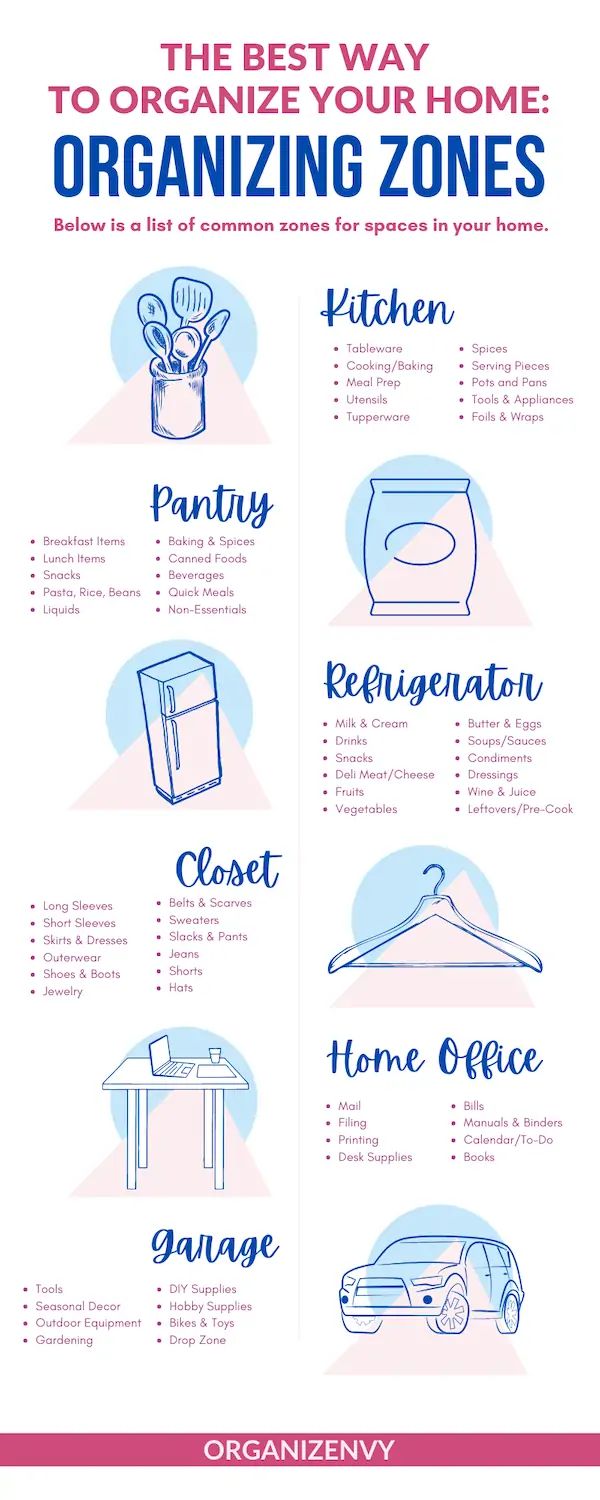 THE BEST WAY
TO ORGANIZE YOUR HOME:
ORGANIZING ZONES
Below is a list of common zones for spaces in your home.
Kitchen
Tableware
Cooking/Baking
Meal Prep
Utensils
Tupperware
Spices
Serving Pieces
Pots and Pans
Tools & Appliances
Foils & Wraps
Pantry
Breakfast Items
Lunch Items
Snacks
Pasta, Rice, Beans
Liquids
Baking & Spices
Canned Foods
Beverages
Quick Meals
Non-Essentials
Refrigerator
Milk & Cream
Drinks
Snacks
Deli Meat/Cheese
Fruits
Vegetables
Butter & Eggs
Soups/Sauces
Condiments
Dressings
Wine & Juice
Leftovers/Pre-Cook
Closet
Long Sleeves
Short Sleeves
Skirts & Dresses
Outerwear
Shoes & Boots
Jewelry
Belts & Scarves
Sweaters
Slacks & Pants
Jeans
Shorts
Hats
Home Office
Mail
Filing
Printing
Desk Supplies
Bills
Manuals & Binders
Calendar/To-Do
Books
Garage
Tools
Seasonal Decor
Outdoor Equipment
Gardening
DIY Supplies
Hobby Supplies
Bikes & Toys
Drop Zone
ORGANIZENVY